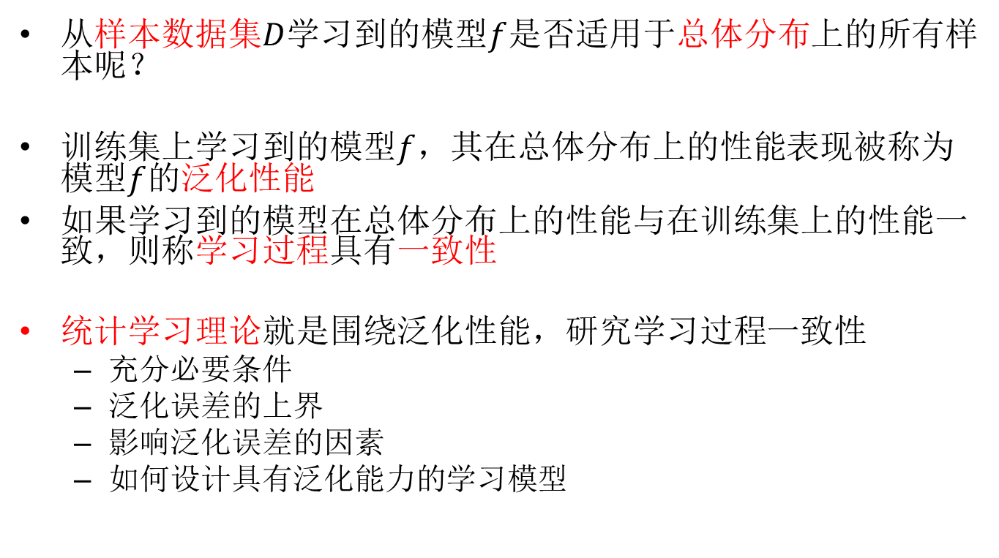 • 从样本数据集D学习到的模型f是否适用于总体分布上的所有样
本呢？
• 训练集上学习到的模型f，其在总体分布上的性能表现被称为
模型f的泛化性能
• 如果学习到的模型在总体分布上的性能与在训练集上的性能一
致，则称学习过程具有一致性
• 统计学习理论就是围绕泛化性能，研究学习过程一致性
– 充分必要条件
– 泛化误差的上界
– 影响泛化误差的因素
– 如何设计具有泛化能力的学习模型